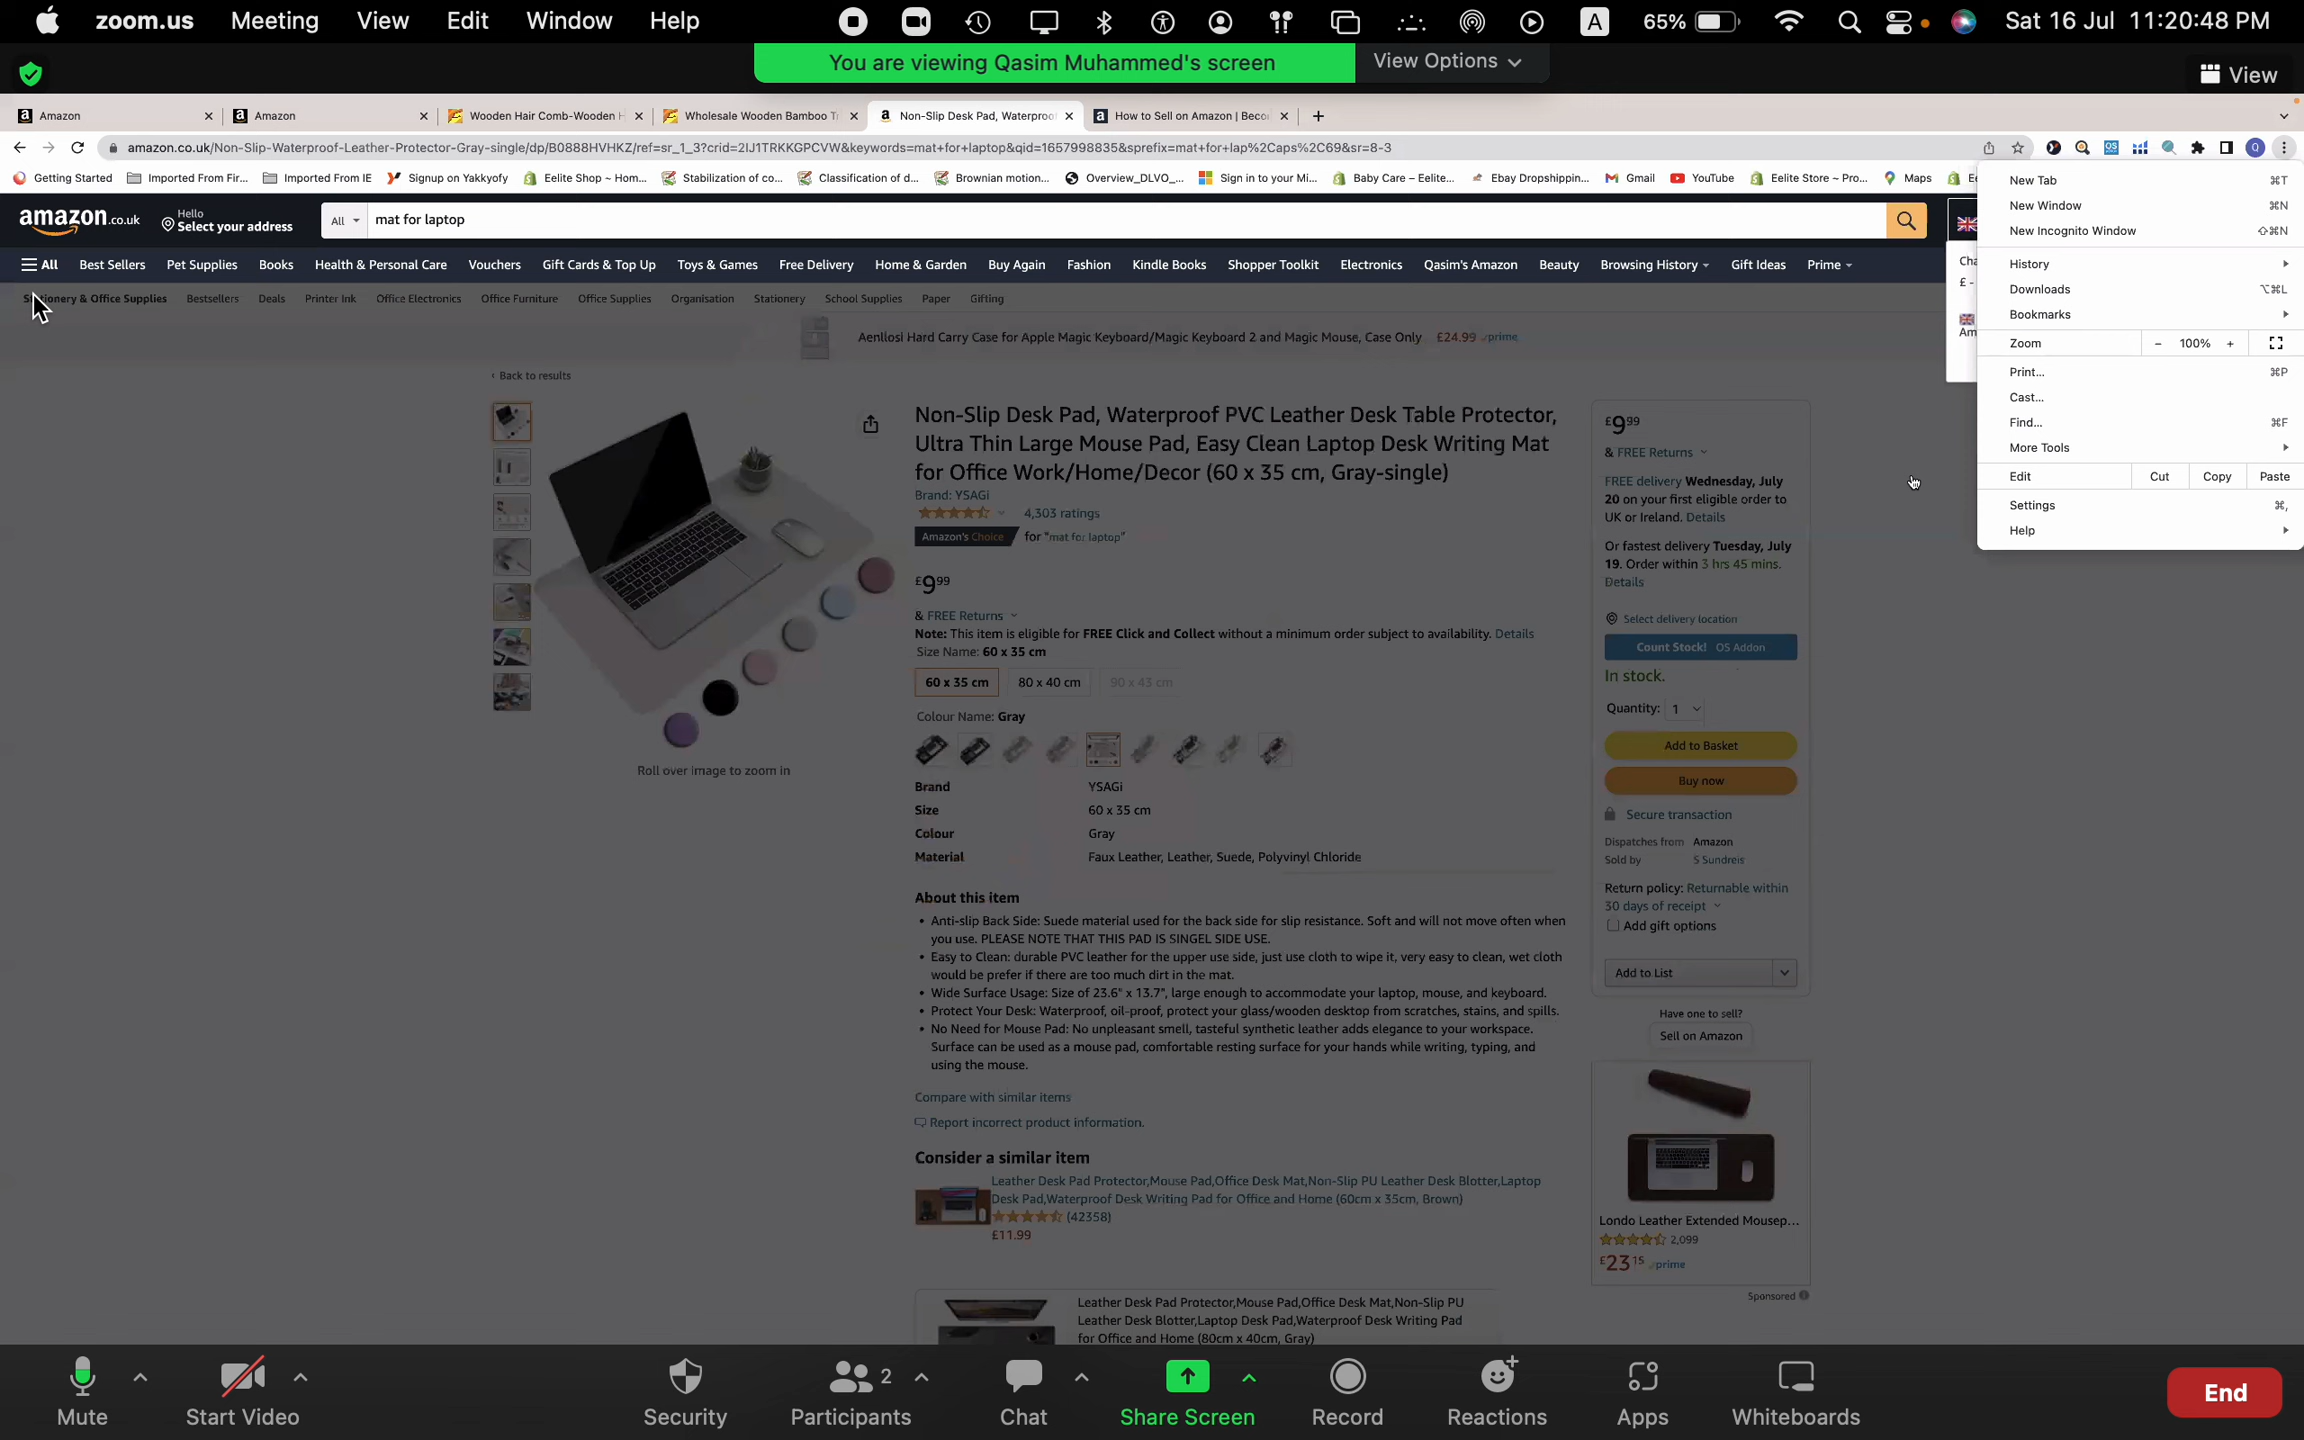 zoom.us Meeting View Edit Window Help A 65% Sat 16 Jul 11:20:48 PM
You are viewing Qasim Muhammed's screen View Options
View
Amazon Amazon Wooden Hair Comb-Wooden H Wholesale Wooden Bamboo T Non-Slip Desk Pad, Waterproof How to Sell on Amazon | Beco
amazon.co.uk/Non-Slip-Waterproof-Leather-Protector-Gray-single/dp/B0888HVHKZ/ref=sr_1_3?crid=2IJ1TRKKGPCVW&keywords=mat+for+laptop&qid=1657998835&sprefix=mat+for+lap%2Caps%2C69&sr=8-3
Getting Started Imported From Fir... Imported From IE Signup on Yakkyofy Eelite Shop ~ Hom... Stabilization of co... Classification of d... Brownian motion... Overview_DLVO_... Sign in to your Mi... Baby Care – Eelite... Ebay Dropshippin... Gmail YouTube Eelite Store ~ Pro... Maps
amazon.co.uk Hello
Select your address All mat for laptop
All Best Sellers Pet Supplies Books Health & Personal Care Vouchers Gift Cards & Top Up Toys & Games Free Delivery Home & Garden Buy Again Fashion Kindle Books Shopper Toolkit Electronics Qasim's Amazon Beauty Browsing History Gift Ideas Prime
Stationery & Office Supplies Bestsellers Deals Printer Ink Office Electronics Office Furniture Office Supplies Organisation Stationery School Supplies Paper Gifting
Aenllosi Hard Carry Case for Apple Magic Keyboard/Magic Keyboard 2 and Magic Mouse, Case Only £24.99 prime
Cha
£ -
Am
New Tab ⌘T
New Window ⌘N
New Incognito Window ⇧⌘N
History
Downloads ⌥⌘L
Bookmarks
Zoom - 100% +
Print... ⌘P
Cast...
Find... ⌘F
More Tools
Edit Cut Copy Paste
Settings ⌘,
Help
‹ Back to results
Non-Slip Desk Pad, Waterproof PVC Leather Desk Table Protector,
Ultra Thin Large Mouse Pad, Easy Clean Laptop Desk Writing Mat
for Office Work/Home/Decor (60 x 35 cm, Gray-single)
Brand: YSAGi
4,303 ratings
Amazon's Choice for "mat for laptop"
£9.99
& FREE Returns
Note: This item is eligible for FREE Click and Collect without a minimum order subject to availability. Details
Size Name: 60 x 35 cm
60 x 35 cm 80 x 40 cm 90 x 43 cm
Colour Name: Gray
Roll over image to zoom in
Brand YSAGi
Size 60 x 35 cm
Colour Gray
Material Faux Leather, Leather, Suede, Polyvinyl Chloride
About this item
• Anti-slip Back Side: Suede material used for the back side for slip resistance. Soft and will not move often when
you use. PLEASE NOTE THAT THIS PAD IS SINGEL SIDE USE.
• Easy to Clean: durable PVC leather for the upper use side, just use cloth to wipe it, very easy to clean, wet cloth
would be prefer if there are too much dirt in the mat.
• Wide Surface Usage: Size of 23.6" x 13.7", large enough to accommodate your laptop, mouse, and keyboard.
• Protect Your Desk: Waterproof, oil-proof, protect your glass/wooden desktop from scratches, stains, and spills.
• No Need for Mouse Pad: No unpleasant smell, tasteful synthetic leather adds elegance to your workspace.
Surface can be used as a mouse pad, comfortable resting surface for your hands while writing, typing, and
using the mouse.
Compare with similar items
Report incorrect product information.
Consider a similar item
Leather Desk Pad Protector,Mouse Pad,Office Desk Mat,Non-Slip PU Leather Desk Blotter,Laptop
Desk Pad,Waterproof Desk Writing Pad for Office and Home (60cm x 35cm, Brown)
(42358)
£11.99
Leather Desk Pad Protector,Mouse Pad,Office Desk Mat,Non-Slip PU
Leather Desk Blotter,Laptop Desk Pad,Waterproof Desk Writing Pad
for Office and Home (80cm x 40cm, Gray)
£9.99
& FREE Returns
FREE delivery Wednesday, July
20 on your first eligible order to
UK or Ireland. Details
Or fastest delivery Tuesday, July
19. Order within 3 hrs 45 mins.
Details
Select delivery location
Count Stock! OS Addon
In stock.
Quantity: 1
Add to Basket
Buy now
Secure transaction
Dispatches from Amazon
Sold by S Sundreis
Return policy: Returnable within
30 days of receipt
Add gift options
Add to List
Have one to sell?
Sell on Amazon
Londo Leather Extended Mousep...
2,099
£23.15 prime
Sponsored
Mute Start Video Security Participants 2 Chat Share Screen Record Reactions Apps Whiteboards End